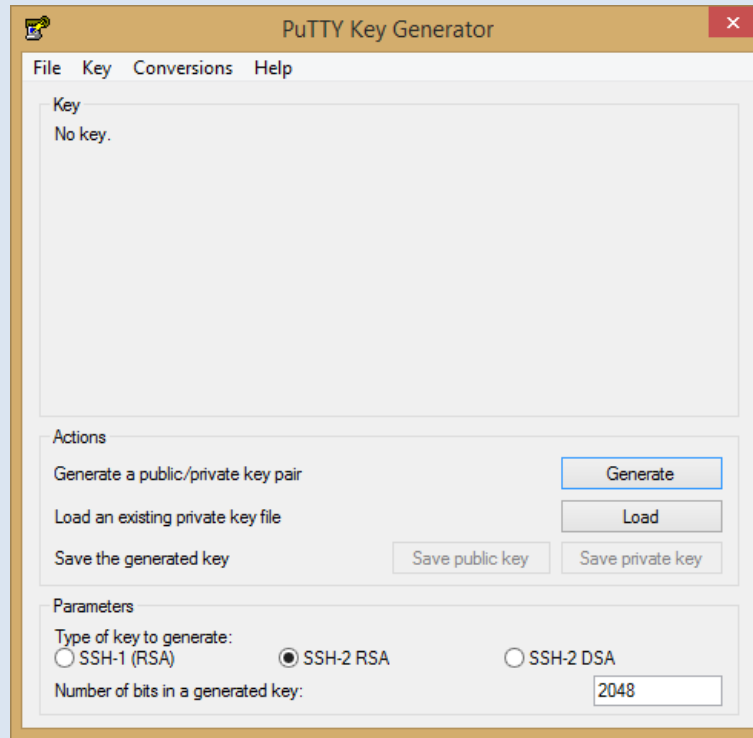 PuTTY Key Generator
File Key Conversions Help
Key
No key.
Actions
Generate a public/private key pair
Generate
Load an existing private key file
Load
Save the generated key
Save public key
Save private key
Parameters
Type of key to generate:
SSH-1 (RSA)
SSH-2 RSA
SSH-2 DSA
Number of bits in a generated key:
2048